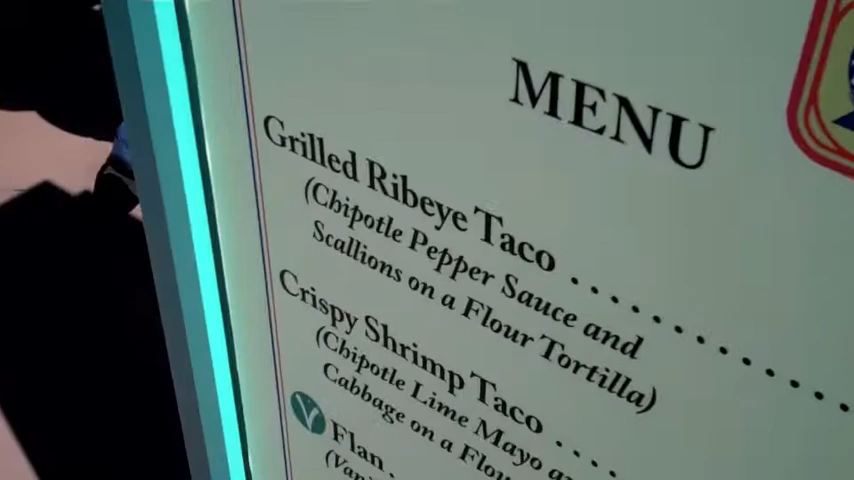 MENU
Grilled Ribeye Taco ............
(Chipotle Pepper Sauce and
Scallions on a Flour Tortilla)
Crispy Shrimp Taco ....
(Chipotle Lime Mayo
Cabbage on a
Flan .